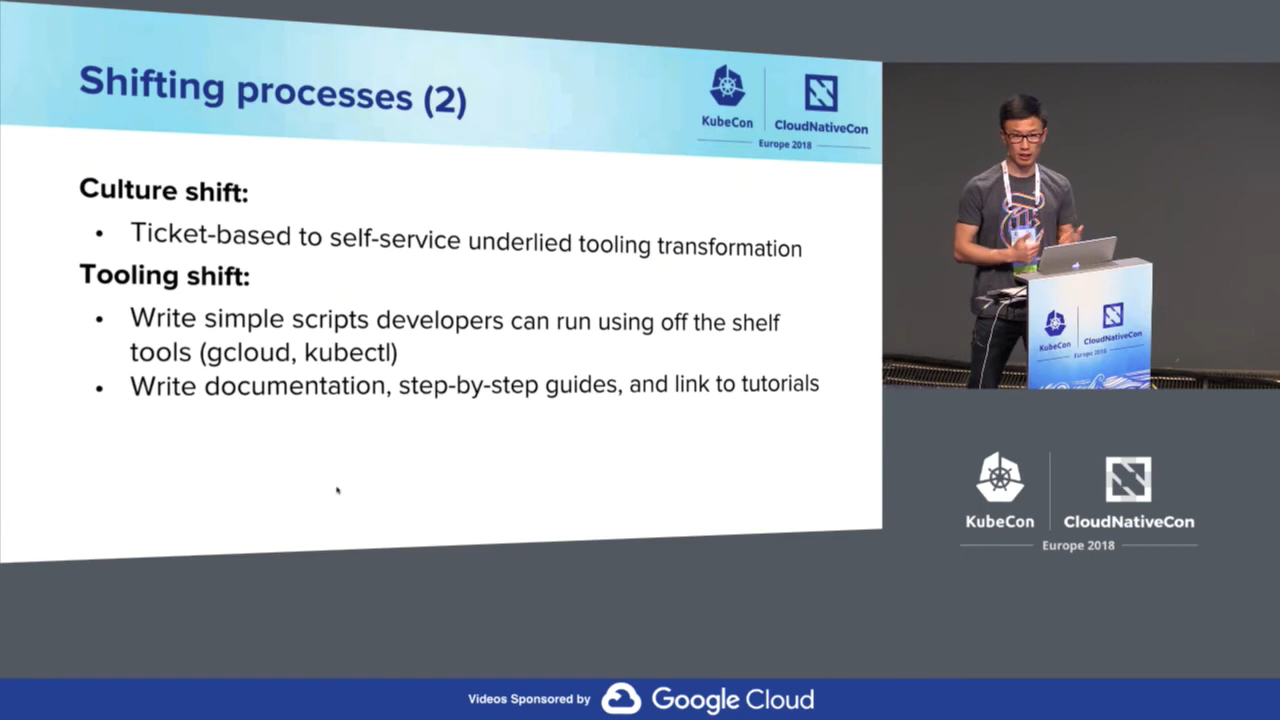 Shifting processes (2)
KubeCon
CloudNativeCon
Europe 2018
Culture shift:
• Ticket-based to self-service underlied tooling transformation
Tooling shift:
• Write simple scripts developers can run using off the shelf
tools (gcloud, kubectl)
• Write documentation, step-by-step guides, and link to tutorials
KubeCon
CloudNativeCon
Europe 2018
KubeCon
CloudNativeCon
Europe 2018
Videos Sponsored by Google Cloud